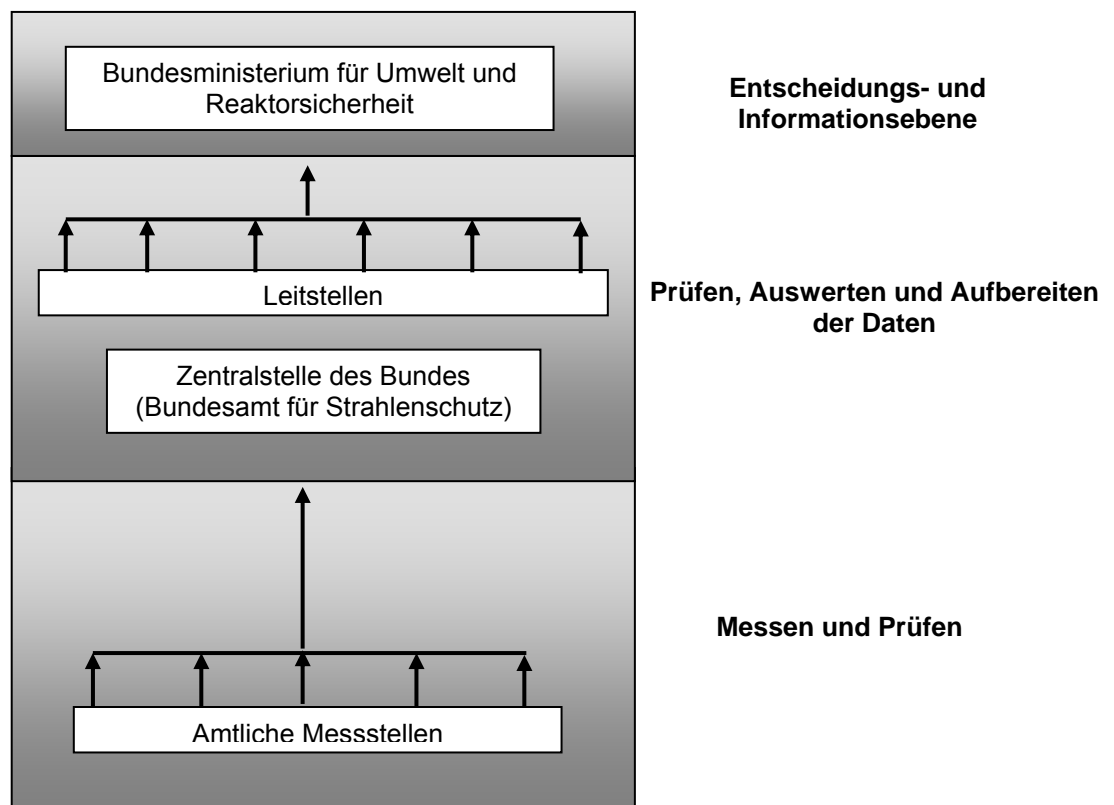 Bundesministerium für Umwelt und
Reaktorsicherheit
Entscheidungs- und
Informationsebene
Leitstellen
Prüfen, Auswerten und Aufbereiten
der Daten
Zentralstelle des Bundes
(Bundesamt für Strahlenschutz)
Messen und Prüfen
Amtliche Messstellen